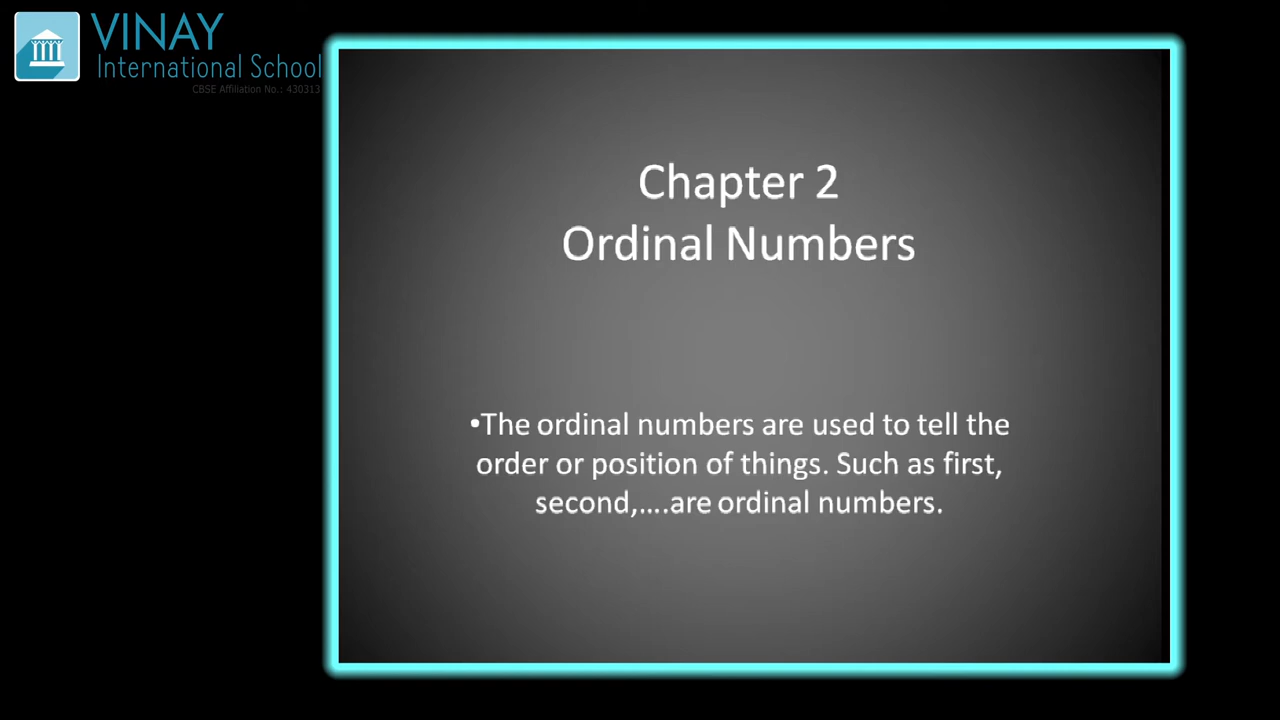 VINAY
International School
CBSE Affiliation No.: 430313
Chapter 2
Ordinal Numbers
•The ordinal numbers are used to tell the
order or position of things. Such as first,
second,….are ordinal numbers.